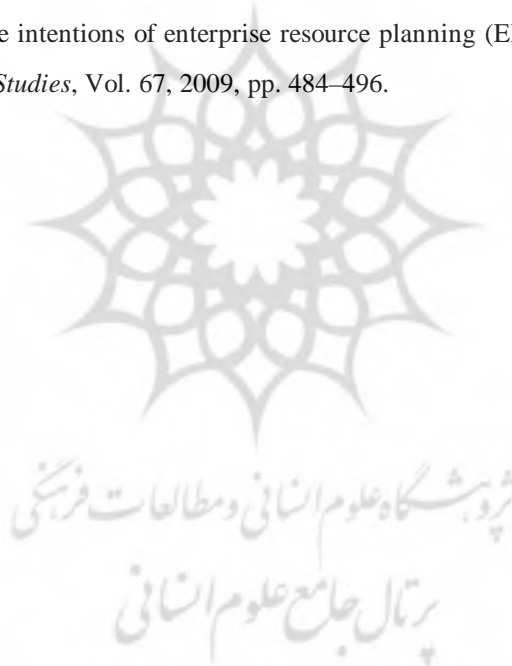 e intentions of enterprise resource planning (E
Studies, Vol. 67, 2009, pp. 484–496.
پژوهشگاه علوم انسانی و مطالعات فرهنگی
پرتال جامع علوم انسانی